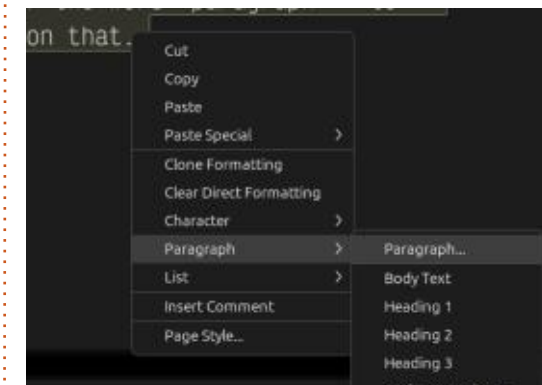 on that.
Cut
Copy
Paste
Paste Special
Clone Formatting
Clear Direct Formatting
Character
Paragraph
List
Insert Comment
Page Style...
Paragraph...
Body Text
Heading 1
Heading 2
Heading 3